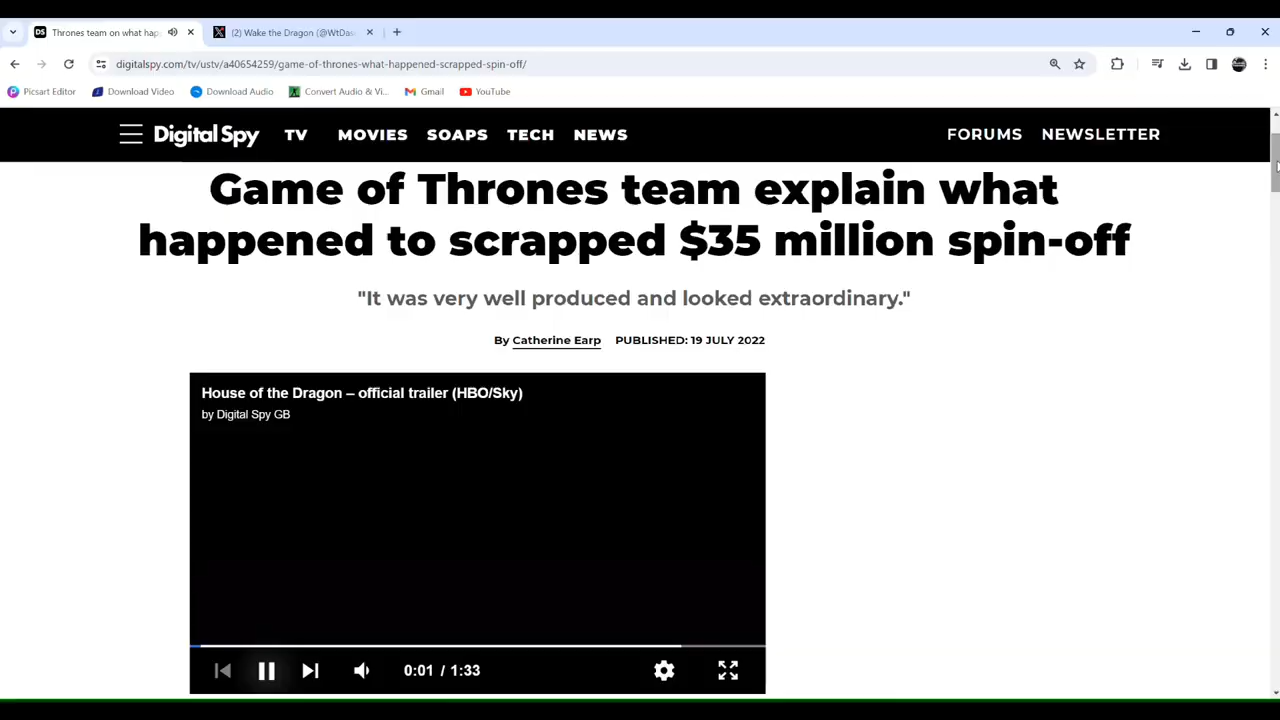 Thrones team on what hap
(2) Wake the Dragon (@WtDas
digitalspy.com/tv/ustv/a40654259/game-of-thrones-what-happened-scrapped-spin-off/
Picsart Editor
Download Video
Download Audio
Convert Audio & Vi...
Gmail
YouTube
Digital Spy
TV
MOVIES
SOAPS
TECH
NEWS
FORUMS
NEWSLETTER
Game of Thrones team explain what
happened to scrapped $35 million spin-off
"It was very well produced and looked extraordinary."
By Catherine Earp PUBLISHED: 19 JULY 2022
House of the Dragon – official trailer (HBO/Sky)
by Digital Spy GB
0:01 / 1:33